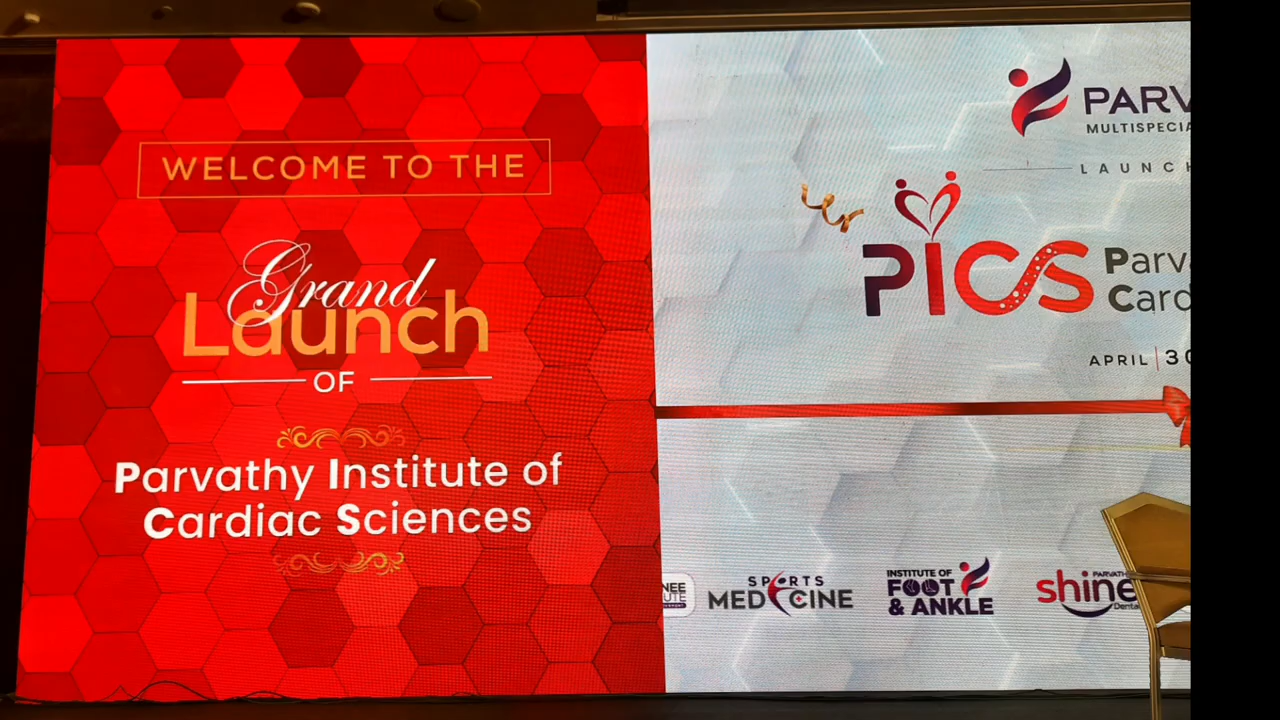 WELCOME TO THE
Grand
Launch
OF
Parvathy Institute of
Cardiac Sciences
MULTISPECIA
LAUNCH
PICS
Parva
Card
APRIL | 30
SPORTS
MEDICINE
INSTITUTE OF
FOOT
& ANKLE
shine